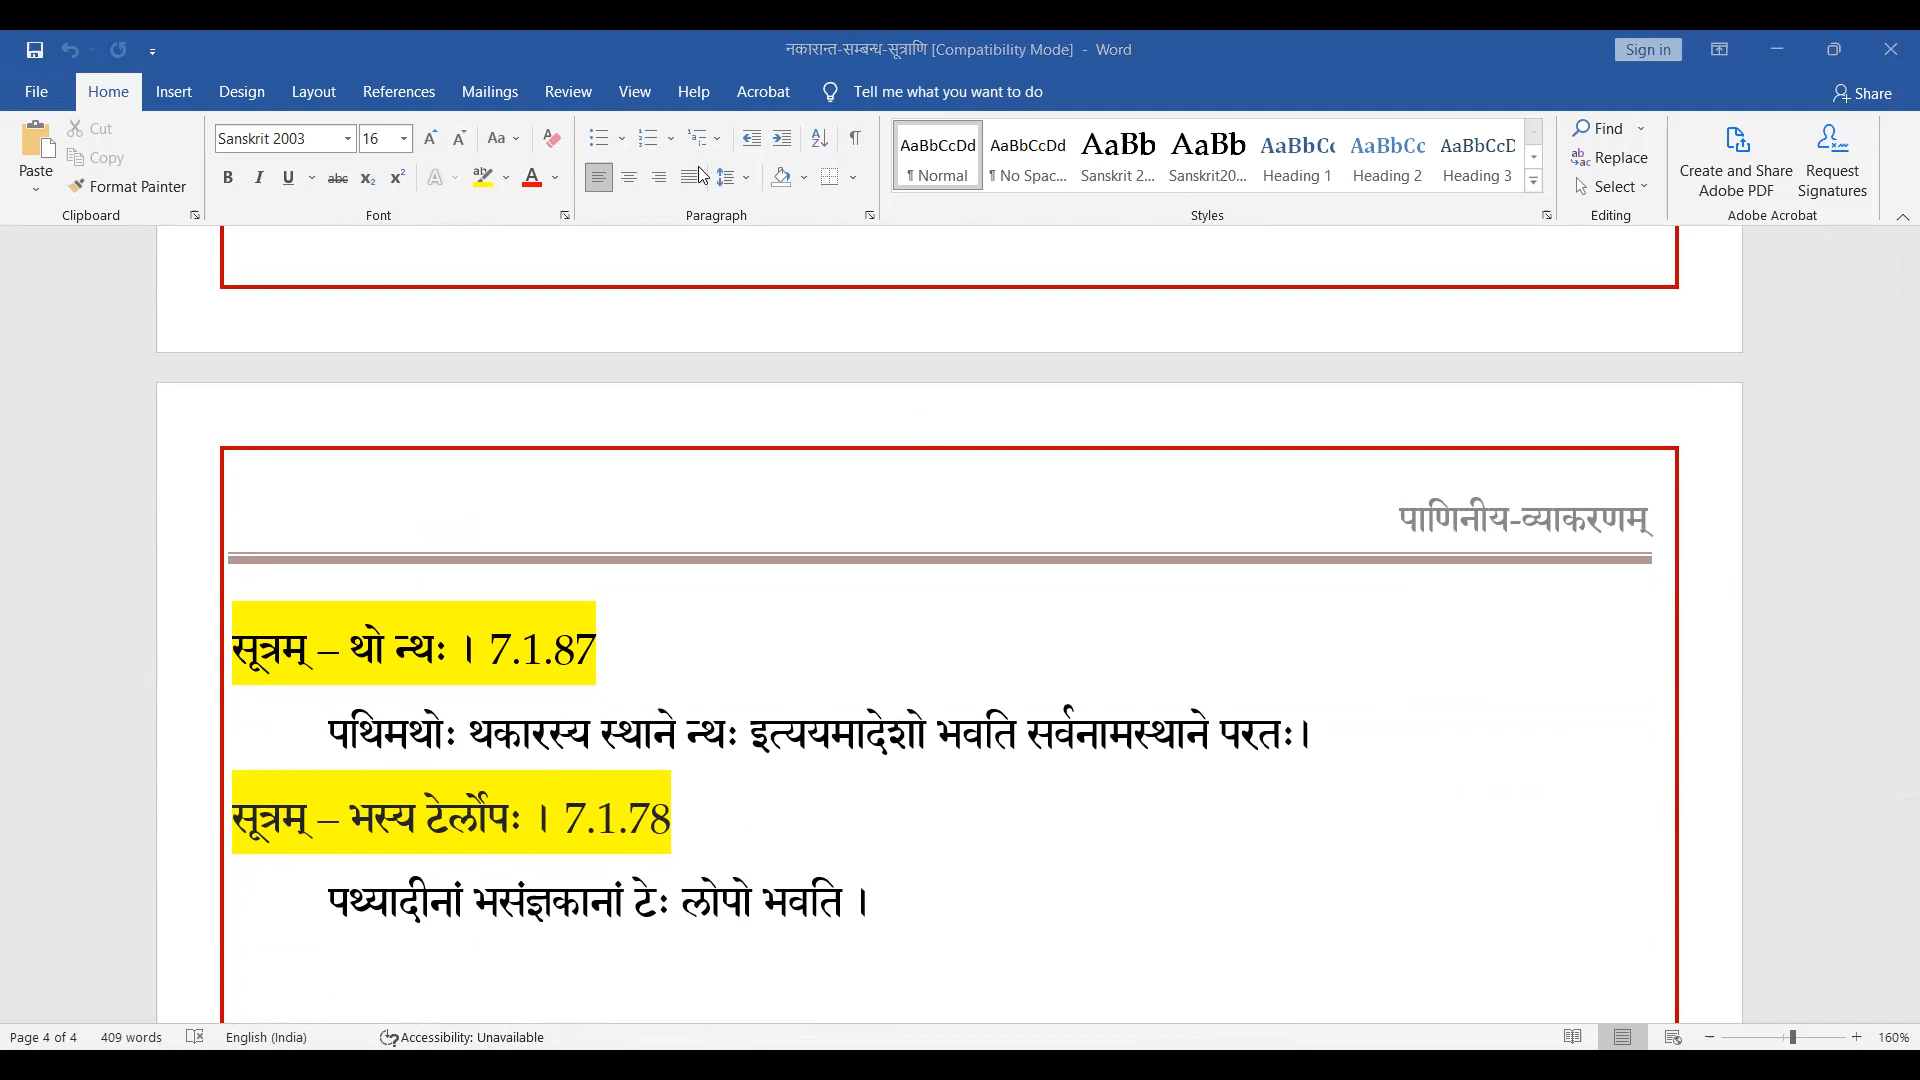 नकारान्त-सम्बन्ध-सूत्राणि [Compatibility Mode] - Word
Sign in
File Home Insert Design Layout References Mailings Review View Help Acrobat Tell me what you want to do
Share
Paste
Cut
Copy
Format Painter
Clipboard
Sanskrit 2003 16
Font
Paragraph
AaBbCcDd AaBbCcDd AaBb AaBb AaBbCc AaBbCc AaBbCcD
¶ Normal ¶ No Spac... Sanskrit 2... Sanskrit20... Heading 1 Heading 2 Heading 3
Styles
Find
Replace
Select
Editing
Create and Share Adobe PDF
Request Signatures
Adobe Acrobat
पाणिनीय-व्याकरणम्
सूत्रम् – थो न्थः । 7.1.87
पथिमथोः थकारस्य स्थाने न्थः इत्ययमादेशो भवति सर्वनामस्थाने परतः।
सूत्रम् – भस्य टेर्लोपः । 7.1.78
पथ्यादीनां भसंज्ञकानां टेः लोपो भवति ।
Page 4 of 4 409 words English (India) Accessibility: Unavailable 160%